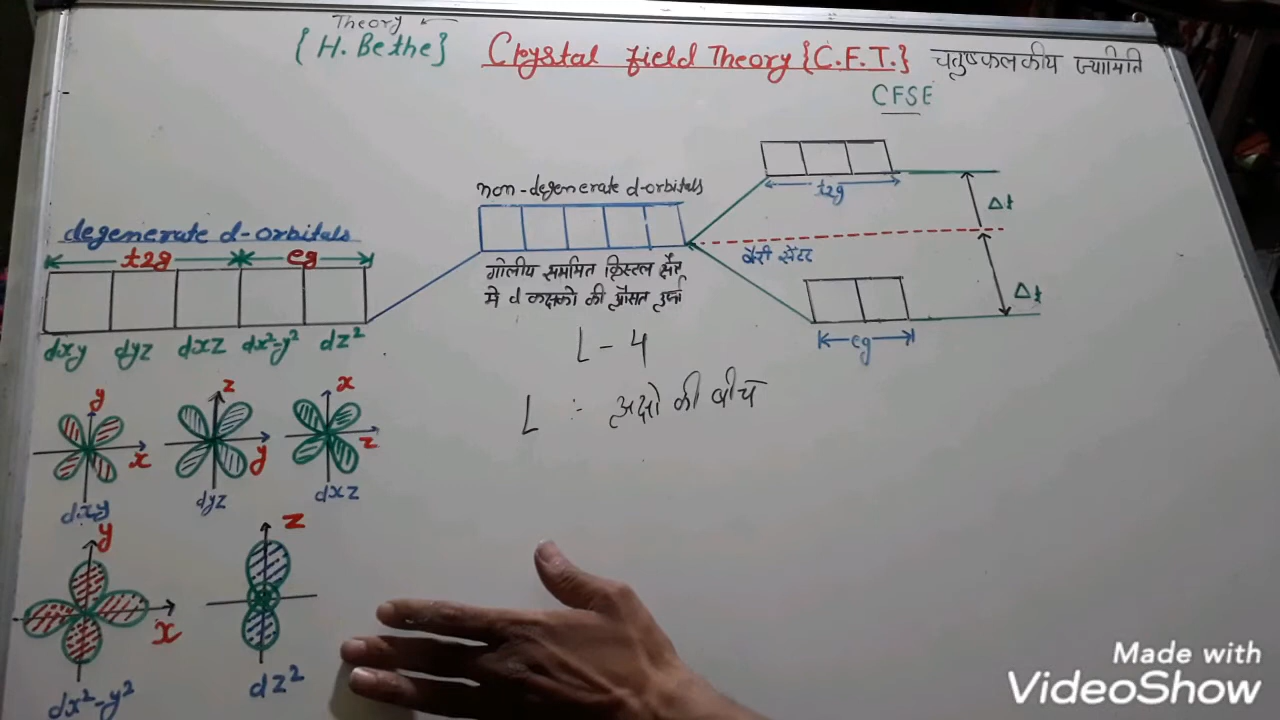 Theory
{H. Bethe} Crystal field Theory {C.F.T.} चतुष्फलकीय ज्यामिति
CFSE
non-degenerate d-orbitals
t2g
Δt
degenerate d-orbitals
t2g eg
बैरी सेंटर
गोलीय सममित क्रिस्टल क्षेत्र
मे d कक्षको की औसत ऊर्जा
Δt
eg
dxy dyz dxz dx²-y² dz²
L - 4
L :- अक्षो की बीच
y x dxy
z y dyz
x z dxz
y x dx²-y²
z dz²
Made with
VideoShow